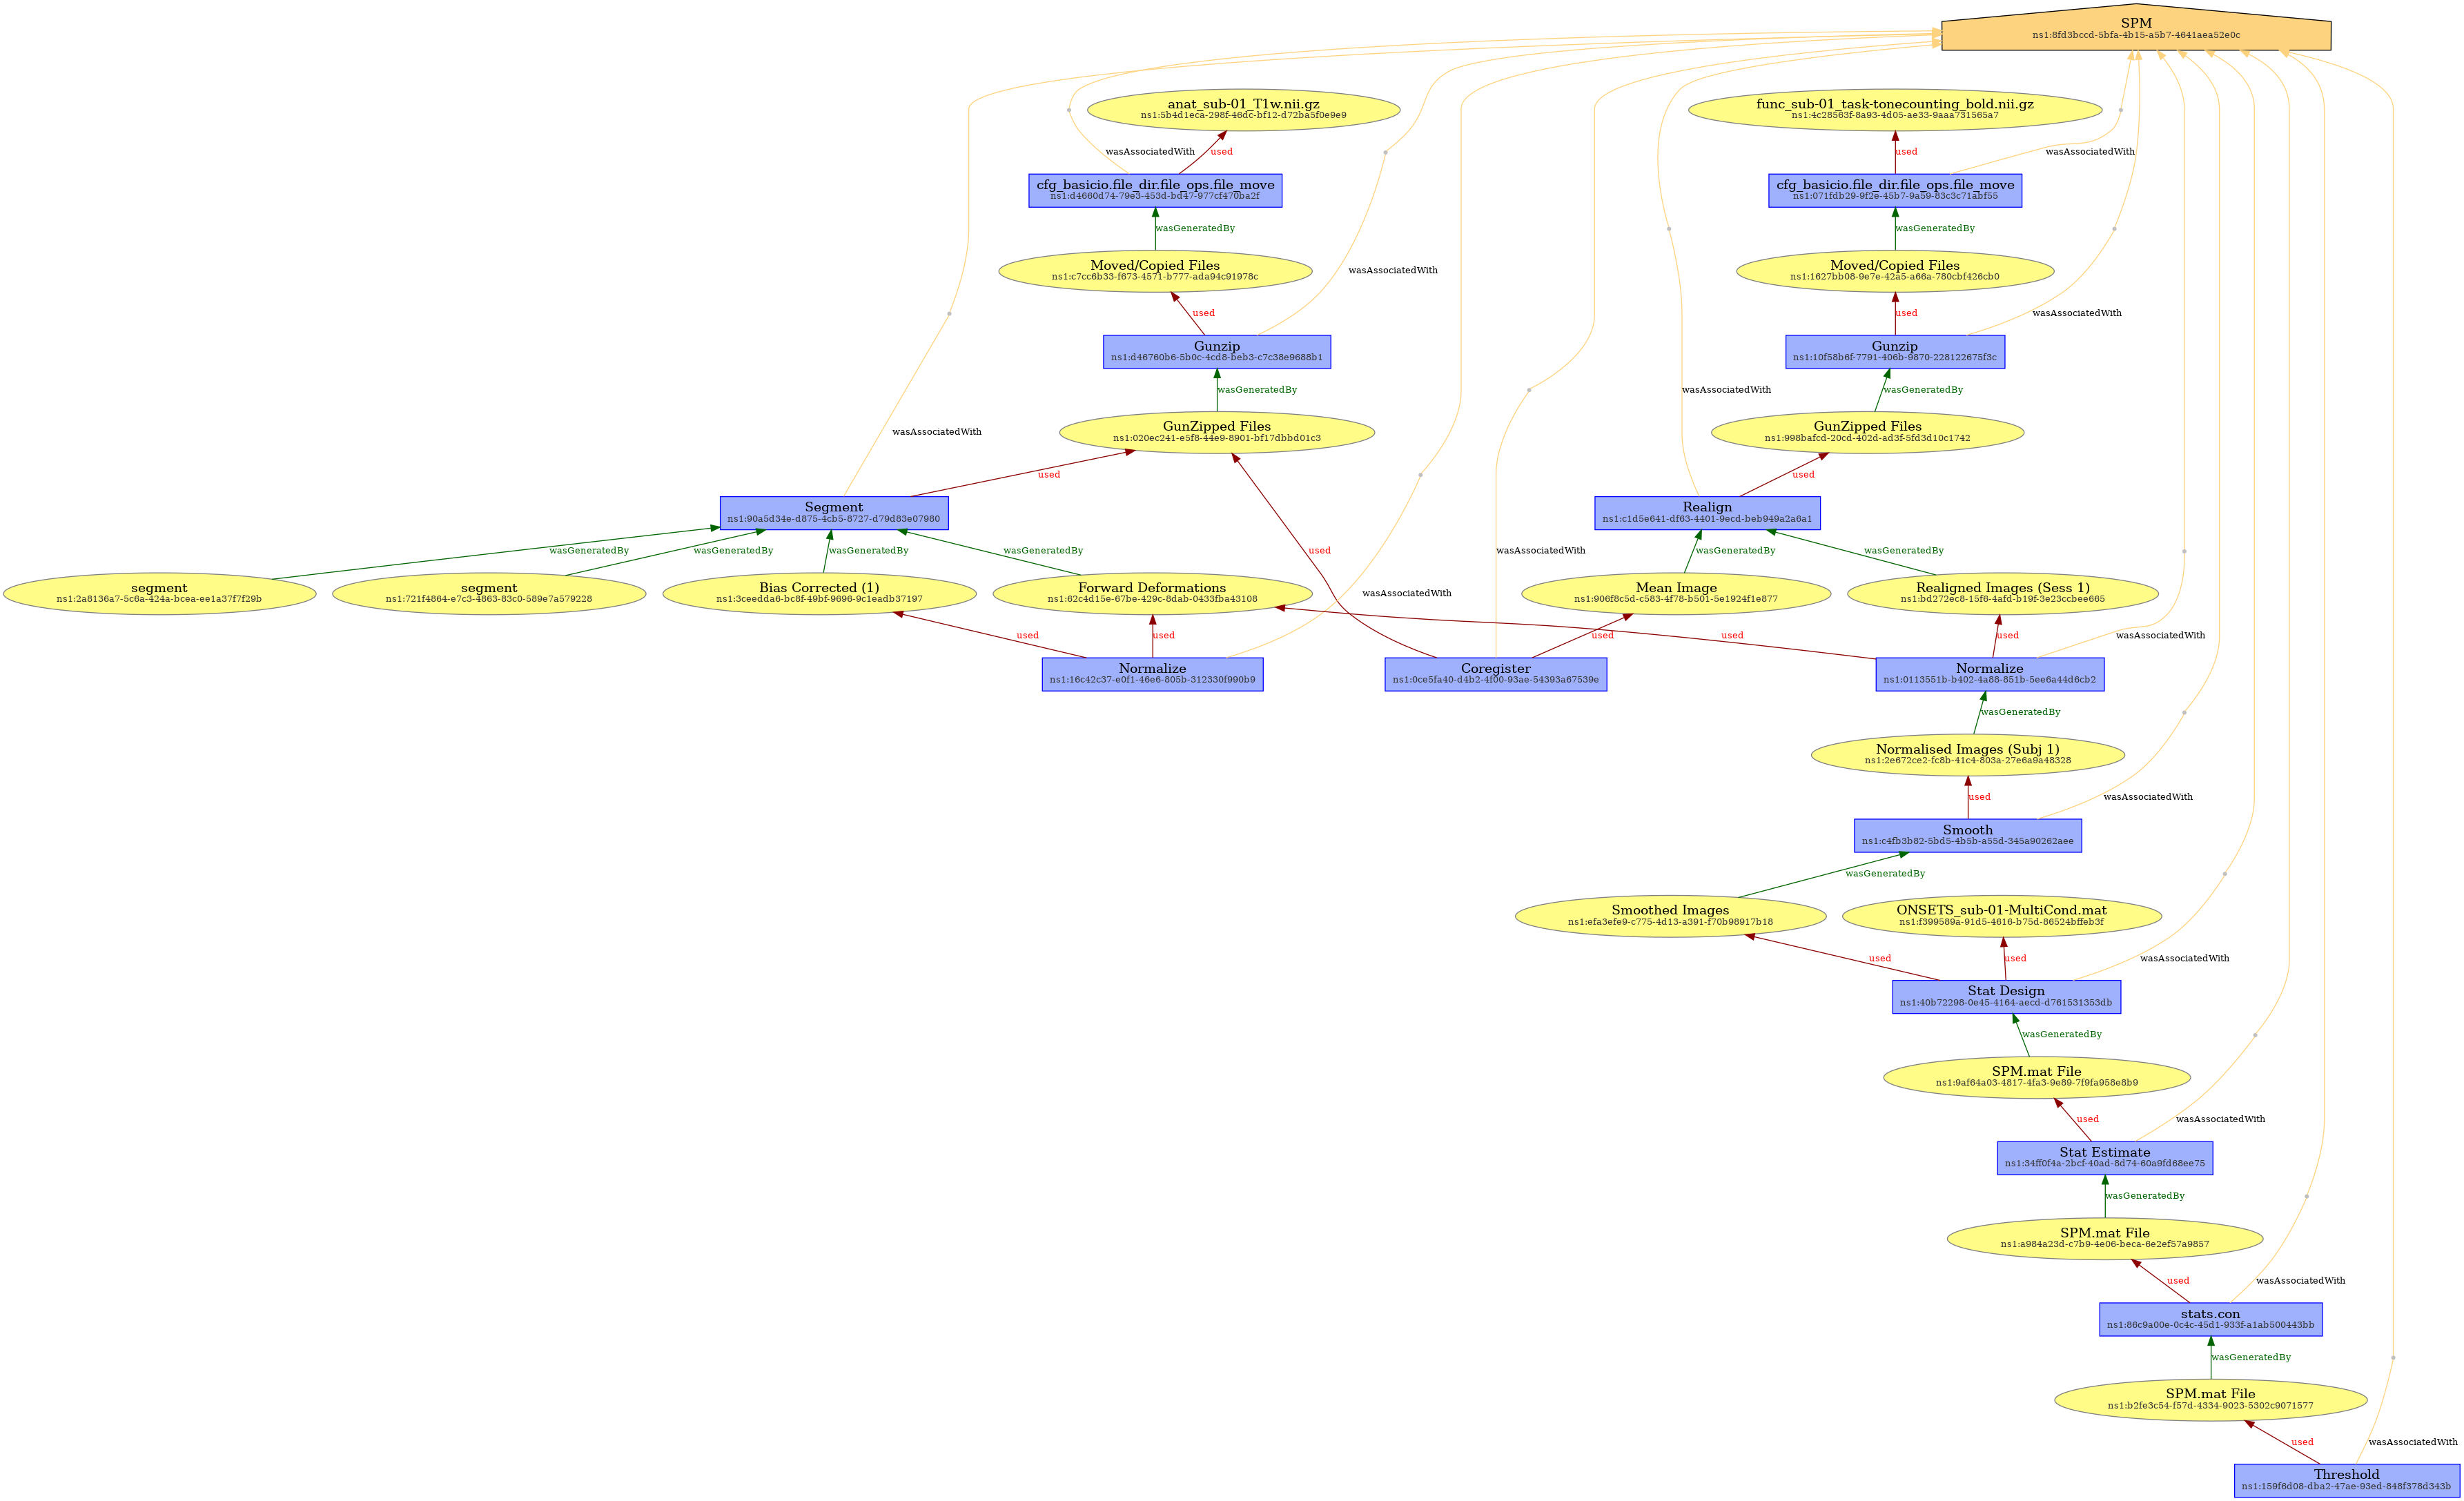 SPM
ns1:8fd3bccd-5bfa-4b15-a5b7-4641aea52e0c
anat_sub-01_T1w.nii.gz
ns1:5b4d1eca-298f-46dc-bf12-d72ba5f0e9e9
func_sub-01_task-tonecounting_bold.nii.gz
ns1:4c28563f-8a93-4d05-ae33-9aaa731565a7
wasAssociatedWith
used
used
wasAssociatedWith
cfg_basicio.file_dir.file_ops.file_move
ns1:d4660d74-79e3-453d-bd47-977cf470ba2f
cfg_basicio.file_dir.file_ops.file_move
ns1:071fdb29-9f2e-45b7-9a59-83c3c71abf55
wasGeneratedBy
wasGeneratedBy
Moved/Copied Files
ns1:c7cc6b33-f673-4571-b777-ada94c91978c
wasAssociatedWith
Moved/Copied Files
ns1:1627bb08-9e7e-42a5-a66a-780cbf426cb0
used
used
wasAssociatedWith
Gunzip
ns1:d46760b6-5b0c-4cd8-beb3-c7c38e9688b1
Gunzip
ns1:10f58b6f-7791-406b-9870-228122675f3c
wasGeneratedBy
wasAssociatedWith
wasGeneratedBy
wasAssociatedWith
GunZipped Files
ns1:020ec241-e5f8-44e9-8901-bf17dbbd01c3
GunZipped Files
ns1:998bafcd-20cd-402d-ad3f-5fd3d10c1742
used
used
Segment
ns1:90a5d34e-d875-4cb5-8727-d79d83e07980
Realign
ns1:c1d5e641-df63-4401-9ecd-beb949a2a6a1
wasGeneratedBy
wasGeneratedBy
wasGeneratedBy
wasGeneratedBy
used
wasAssociatedWith
wasGeneratedBy
wasGeneratedBy
segment
ns1:2a8136a7-5c6a-424a-bcea-ee1a37f7f29b
segment
ns1:721f4864-e7c3-4863-83c0-589e7a579228
Bias Corrected (1)
ns1:3ceedda6-bc8f-49bf-9696-9c1eadb37197
Forward Deformations
ns1:62c4d15e-67be-429c-8dab-0433fba43108
wasAssociatedWith
Mean Image
ns1:906f8c5d-c583-4f78-b501-5e1924f1e877
Realigned Images (Sess 1)
ns1:bd272ec8-15f6-4afd-b19f-3e23ccbee665
used
used
used
used
used
wasAssociatedWith
Normalize
ns1:16c42c37-e0f1-46e6-805b-312330f990b9
Coregister
ns1:0ce5fa40-d4b2-4f00-93ae-54393a67539e
Normalize
ns1:0113551b-b402-4a88-851b-5ee6a44d6cb2
wasGeneratedBy
Normalised Images (Subj 1)
ns1:2e672ce2-fc8b-41c4-803a-27e6a9a48328
used
wasAssociatedWith
Smooth
ns1:c4fb3b82-5bd5-4b5b-a55d-345a90262aee
wasGeneratedBy
Smoothed Images
ns1:efa3efe9-c775-4d13-a391-f70b98917b18
ONSETS_sub-01-MultiCond.mat
ns1:f399589a-91d5-4616-b75d-86524bffeb3f
used
used
wasAssociatedWith
Stat Design
ns1:40b72298-0e45-4164-aecd-d761531353db
wasGeneratedBy
SPM.mat File
ns1:9af64a03-4817-4fa3-9e89-7f9fa958e8b9
used
wasAssociatedWith
Stat Estimate
ns1:34ff0f4a-2bcf-40ad-8d74-60a9fd68ee75
wasGeneratedBy
SPM.mat File
ns1:a984a23d-c7b9-4e06-beca-6e2ef57a9857
used
wasAssociatedWith
stats.con
ns1:86c9a00e-0c4c-45d1-933f-a1ab500443bb
wasGeneratedBy
SPM.mat File
ns1:b2fe3c54-f57d-4334-9023-5302c9071577
used
wasAssociatedWith
Threshold
ns1:159f6d08-dba2-47ae-93ed-848f378d343b